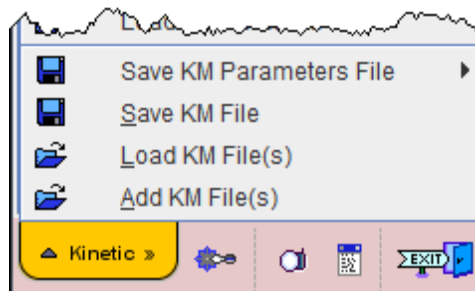 Save KM Parameters File
Save KM File
Load KM File(s)
Add KM File(s)
Kinetic »
EXIT